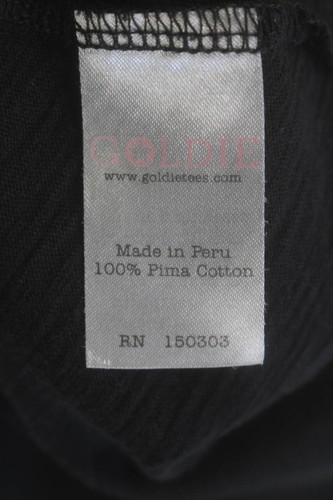 GOLDIE
www.goldietees.com
Made in Peru
100% Pima Cotton
RN 150303